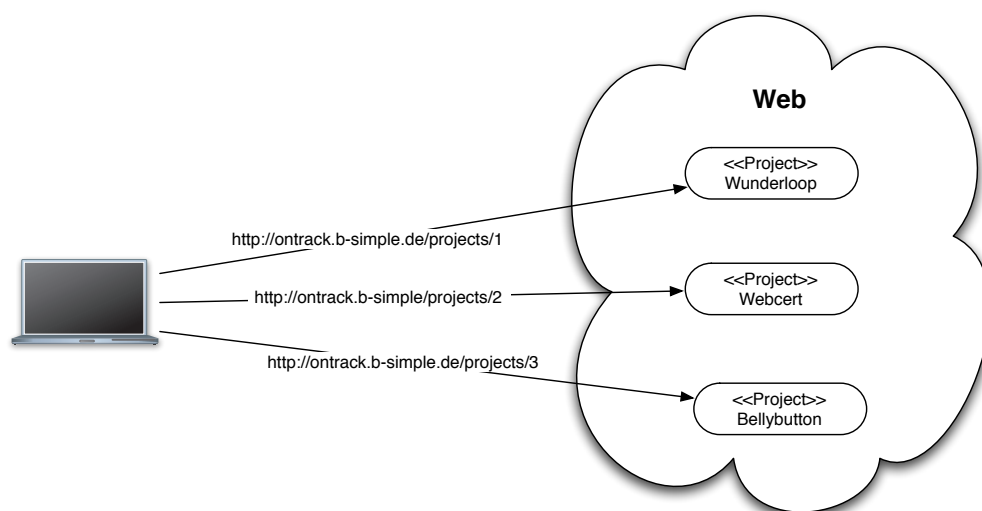 Web
<<Project>>
Wunderloop
http://ontrack.b-simple.de/projects/1
<<Project>>
Webcert
http://ontrack.b-simple/projects/2
http://ontrack.b-simple.de/projects/3
<<Project>>
Bellybutton